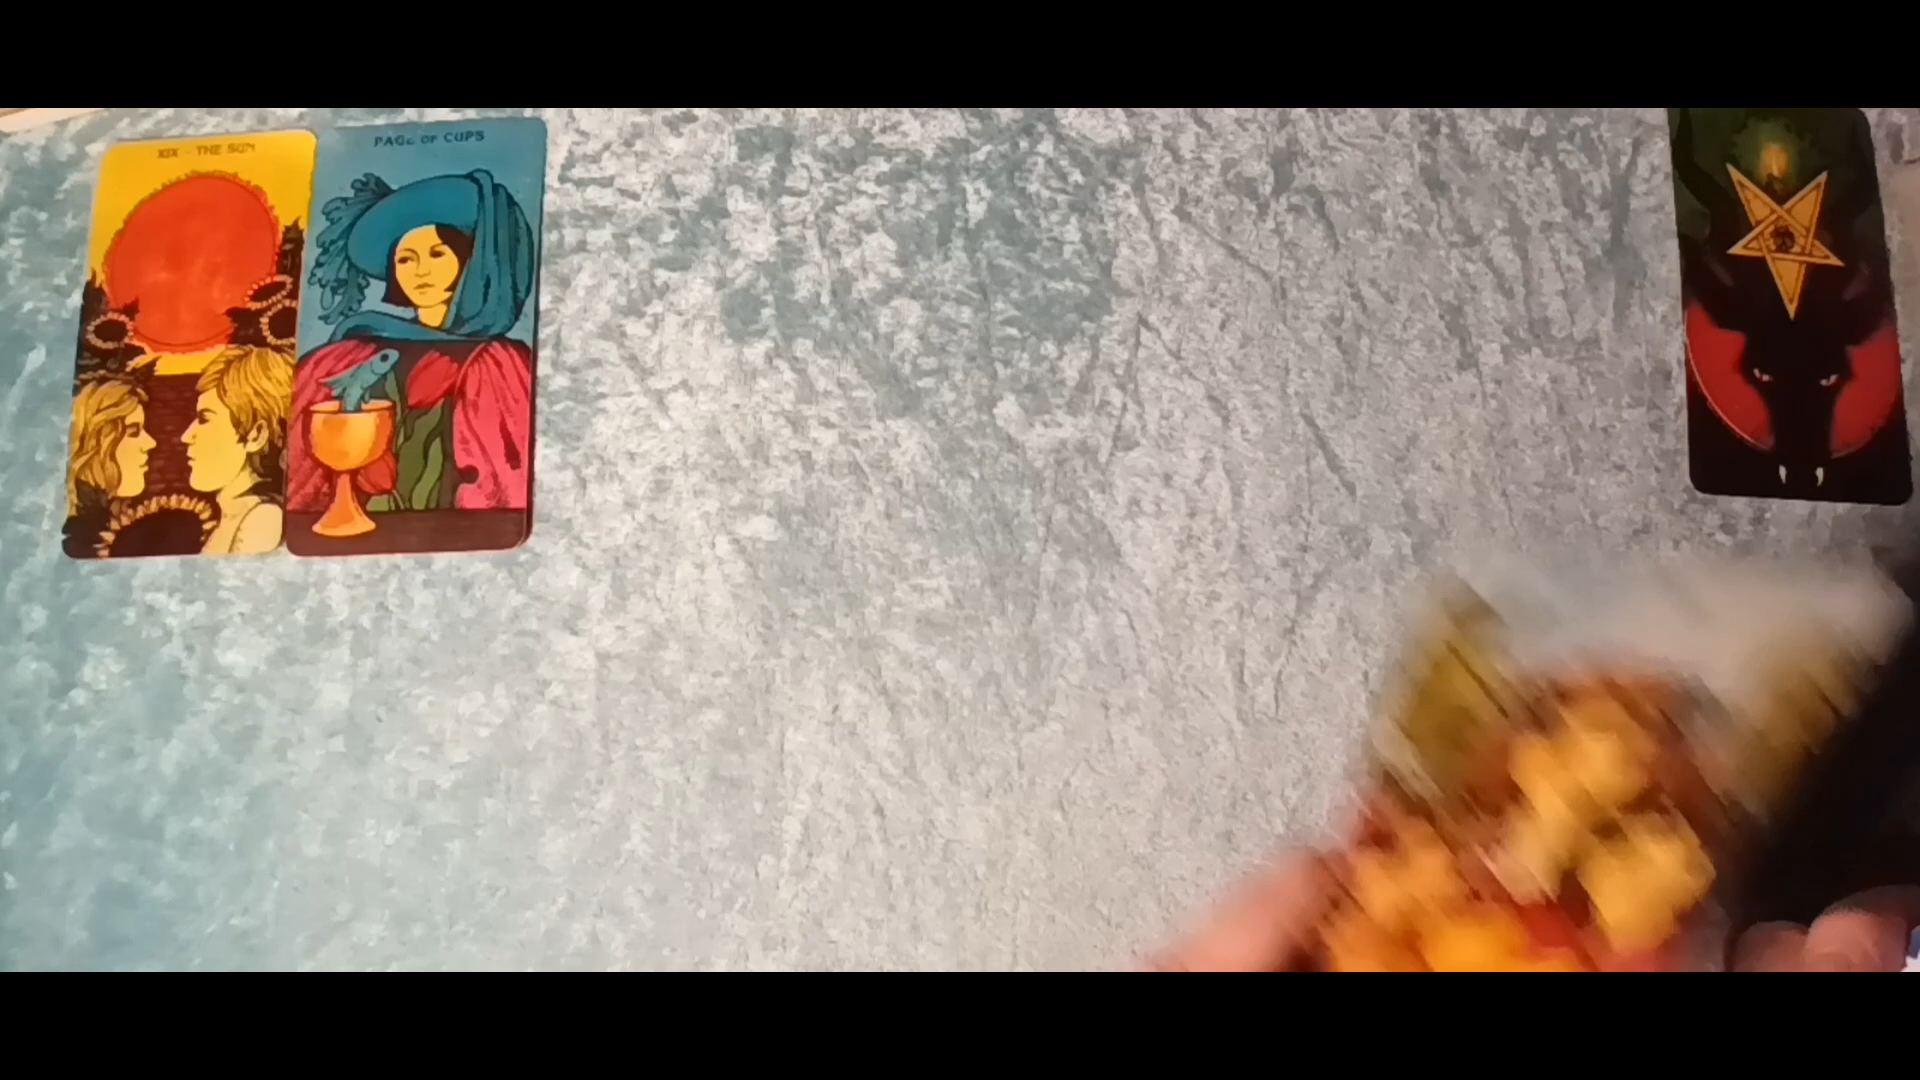 XIX - THE SUN
PAGE OF CUPS